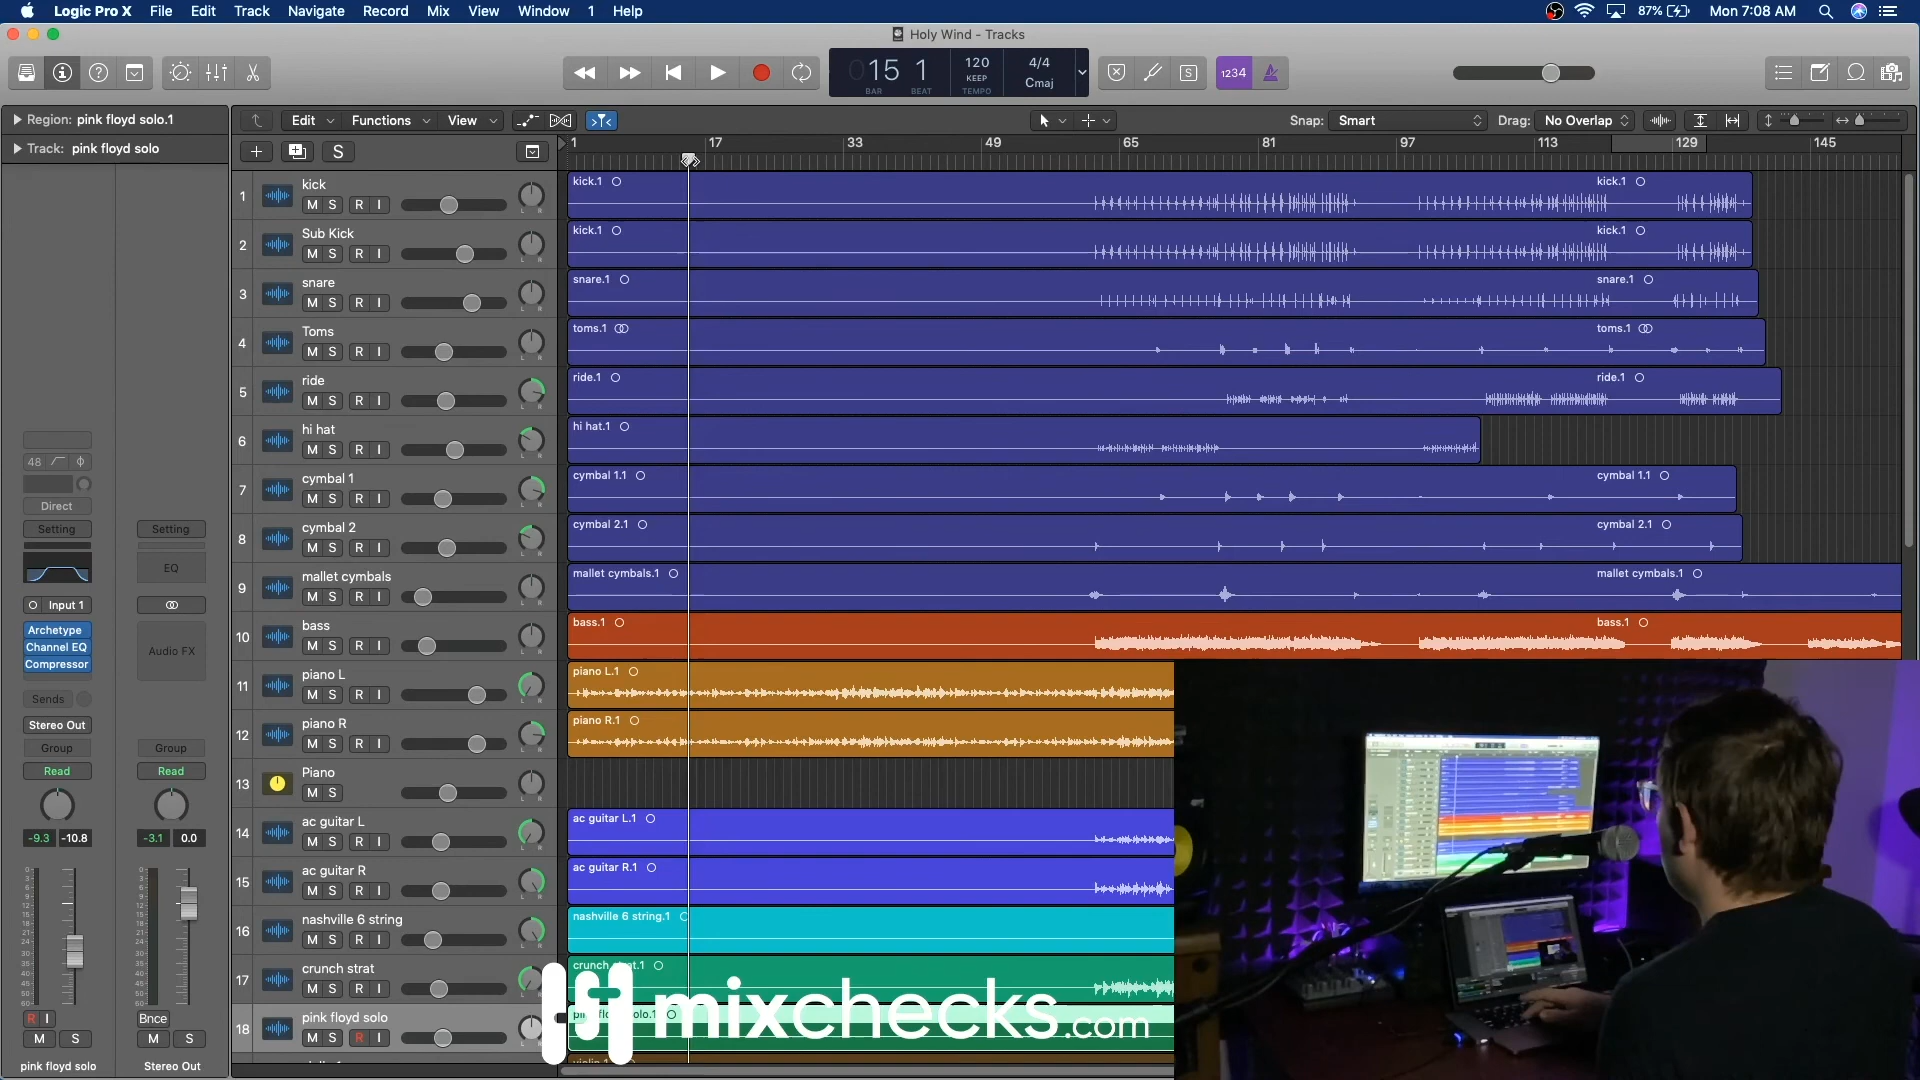 Logic Pro X File Edit Track Navigate Record Mix View Window 1 Help 87% Mon 7:08 AM
Holy Wind - Tracks
15 1 120 KEEP 4/4 Cmaj
BAR BEAT TEMPO
S 1234
Region: pink floyd solo.1
Edit Functions View Snap: Smart Drag: No Overlap
Track: pink floyd solo
S
1 17 33 49 65 81 97 113 129 145
1 kick M S R I kick.1 kick.1
2 Sub Kick M S R I kick.1 kick.1
3 snare M S R I snare.1 snare.1
4 Toms M S R I toms.1 toms.1
5 ride M S R I ride.1 ride.1
6 hi hat M S R I hi hat.1
7 cymbal 1 M S R I cymbal 1.1 cymbal 1.1
8 cymbal 2 M S R I cymbal 2.1 cymbal 2.1
9 mallet cymbals M S R I mallet cymbals.1 mallet cymbals.1
10 bass M S R I bass.1 bass.1
11 piano L M S R I piano L.1
12 piano R M S R I piano R.1
13 Piano M S
14 ac guitar L M S R I ac guitar L.1
15 ac guitar R M S R I ac guitar R.1
16 nashville 6 string M S R I nashville 6 string.1
17 crunch strat M S R I
18 pink floyd solo M S R I
48
Direct
Setting Setting
EQ
Input 1
Archetype
Channel EQ
Compressor
Audio FX
Sends
Stereo Out
Group Group
Read Read
-9.3 -10.8 -3.1 0.0
R I Bnce
M S M S
pink floyd solo Stereo Out
mixchecks.com